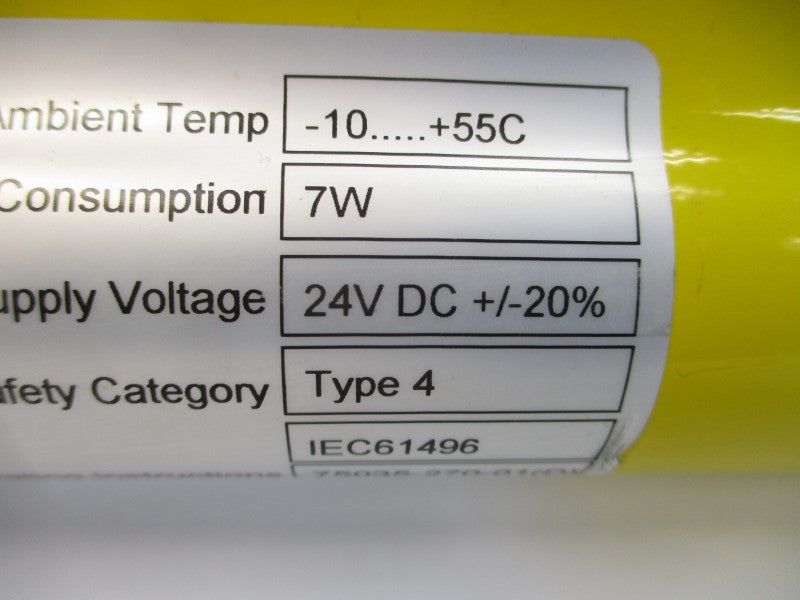 Ambient Temp -10.....+55C
Consumption 7W
upply Voltage 24V DC +/-20%
afety Category Type 4
IEC61496